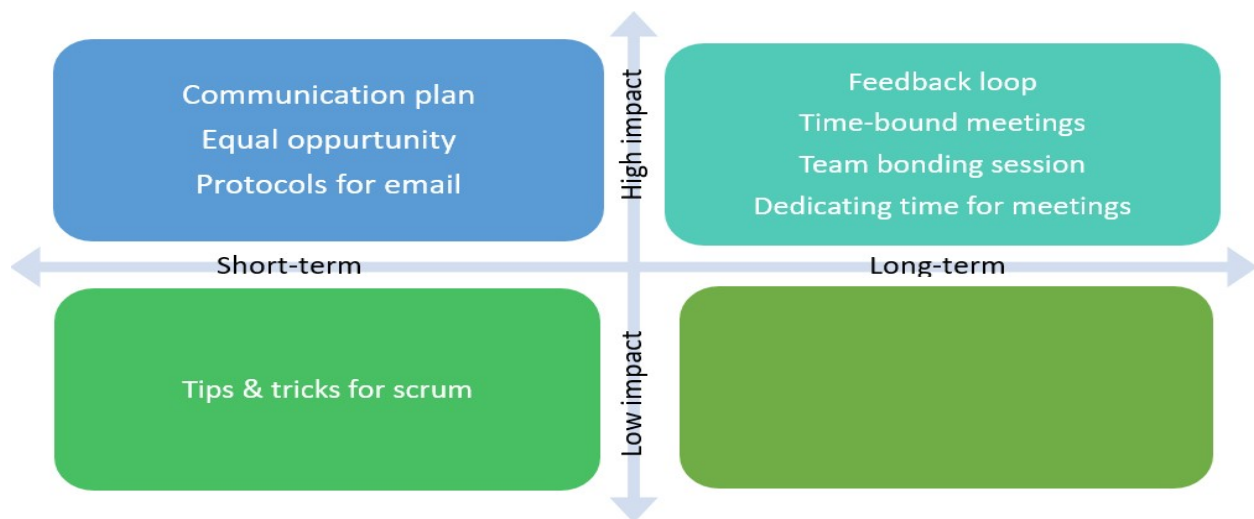 Communication plan
Equal oppurtunity
Protocols for email
High impact
Feedback loop
Time-bound meetings
Team bonding session
Dedicating time for meetings
Short-term
Long-term
Tips & tricks for scrum
Low impact